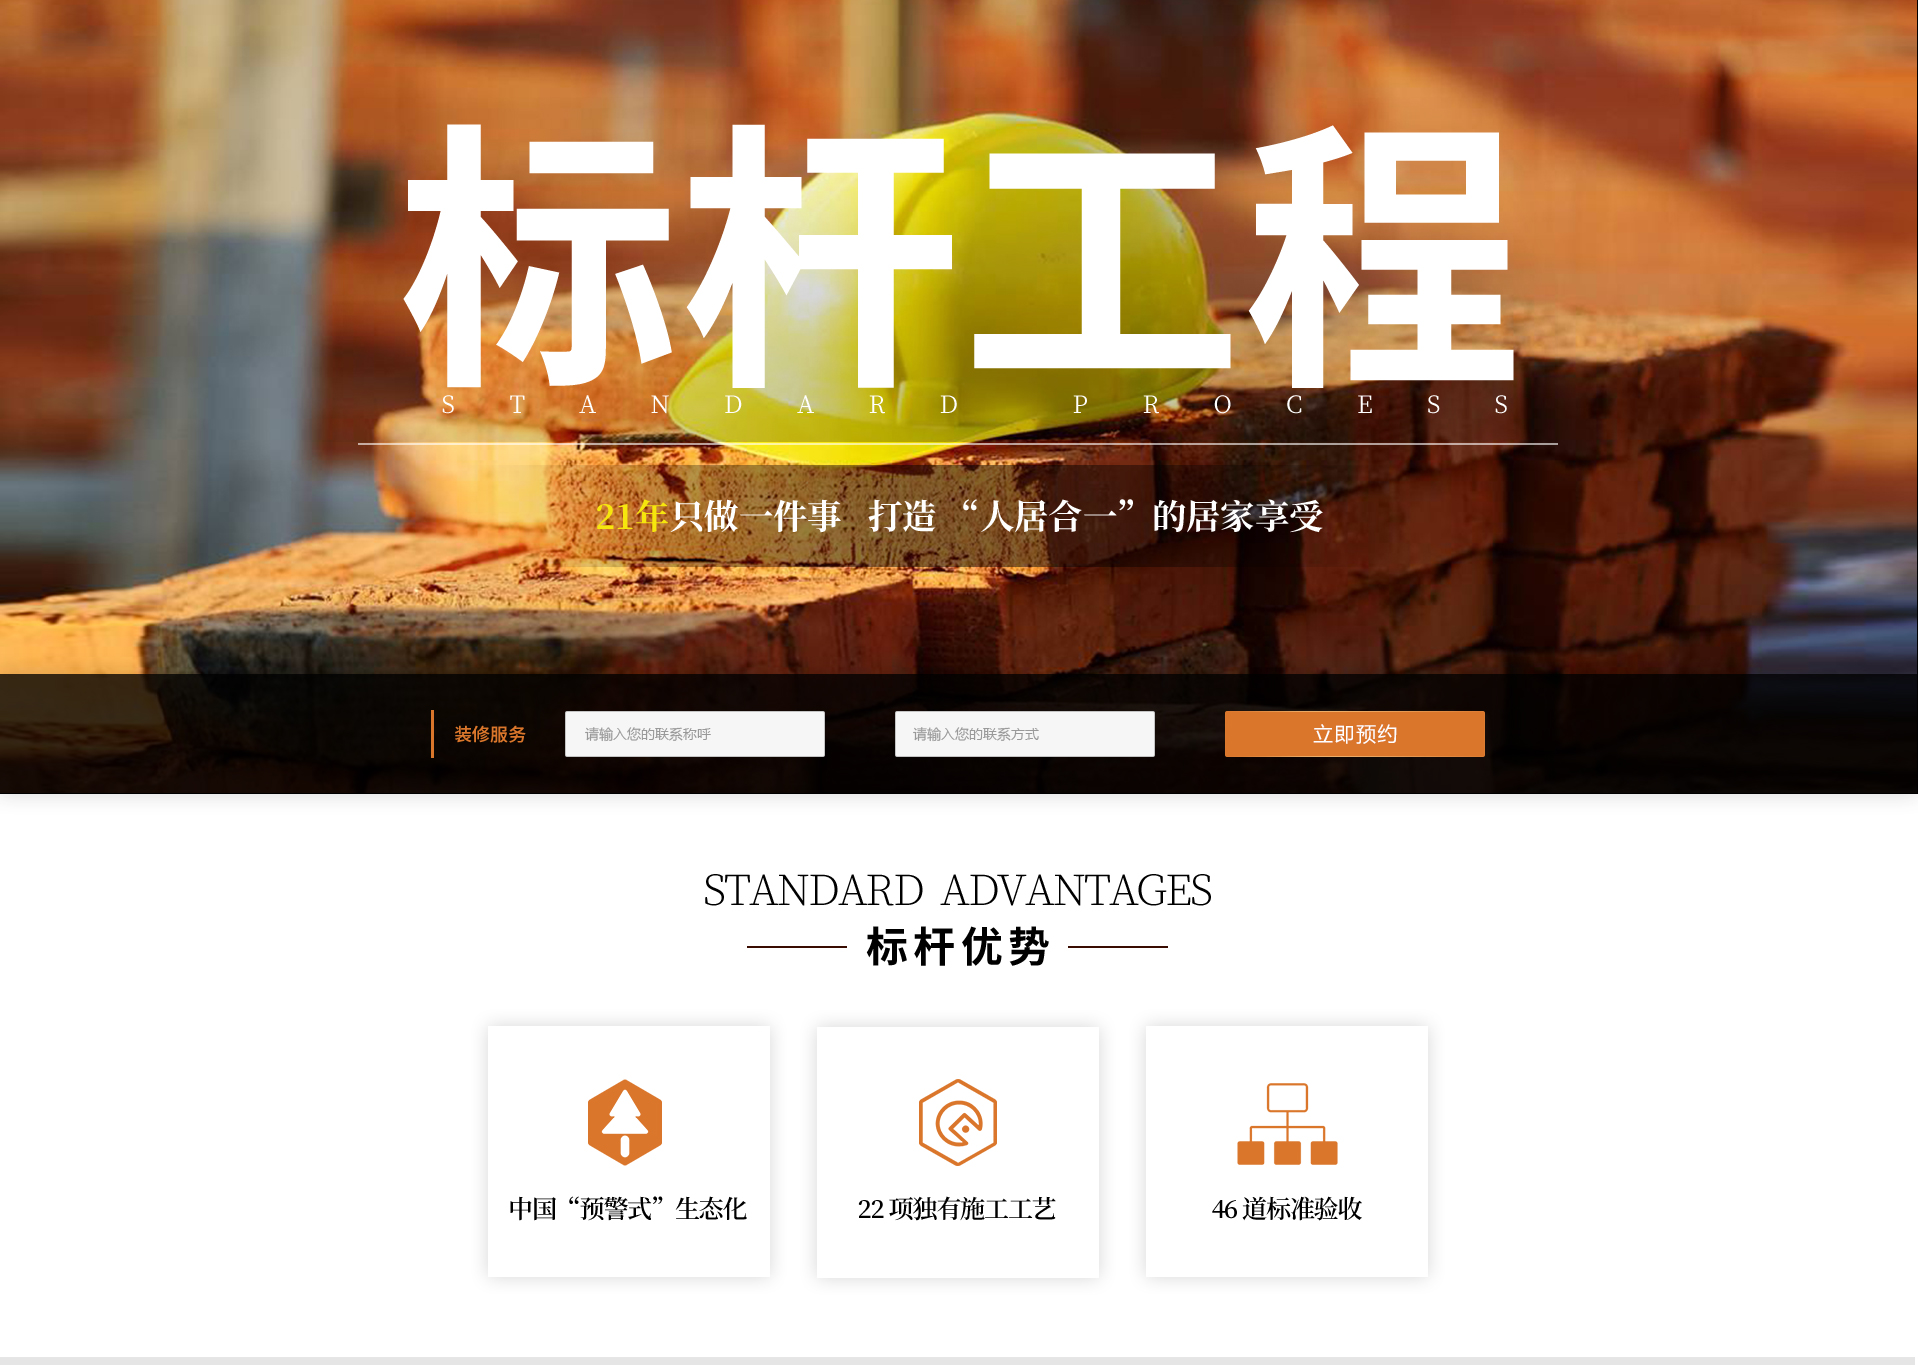 标杆工程
STANDARD PROCESS
21年只做一件事 打造 “人居合一” 的居家享受
装修服务 请输入您的联系称呼 请输入您的联系方式 立即预约
STANDARD ADVANTAGES
标杆优势
中国“预警式”生态化 22 项独有施工工艺 46 道标准验收